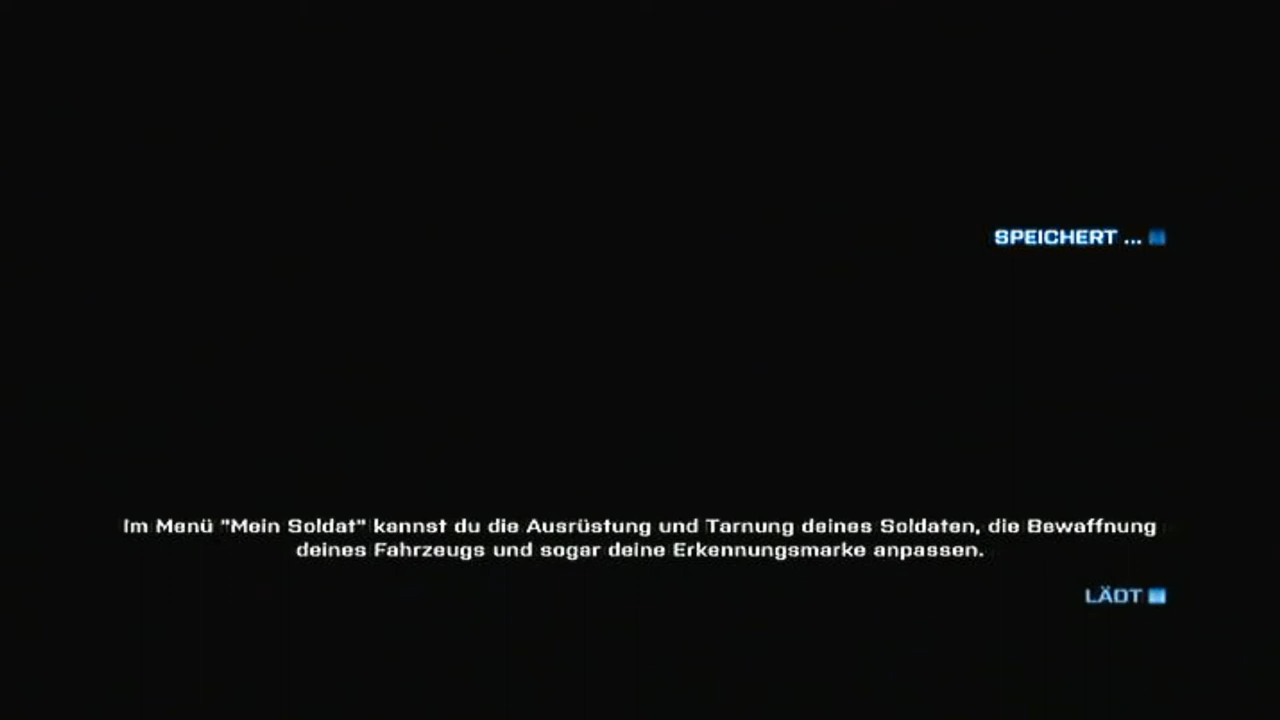 SPEICHERT ...
Im Menü "Mein Soldat" kannst du die Ausrüstung und Tarnung deines Soldaten, die Bewaffnung
deines Fahrzeugs und sogar deine Erkennungsmarke anpassen.
LÄDT